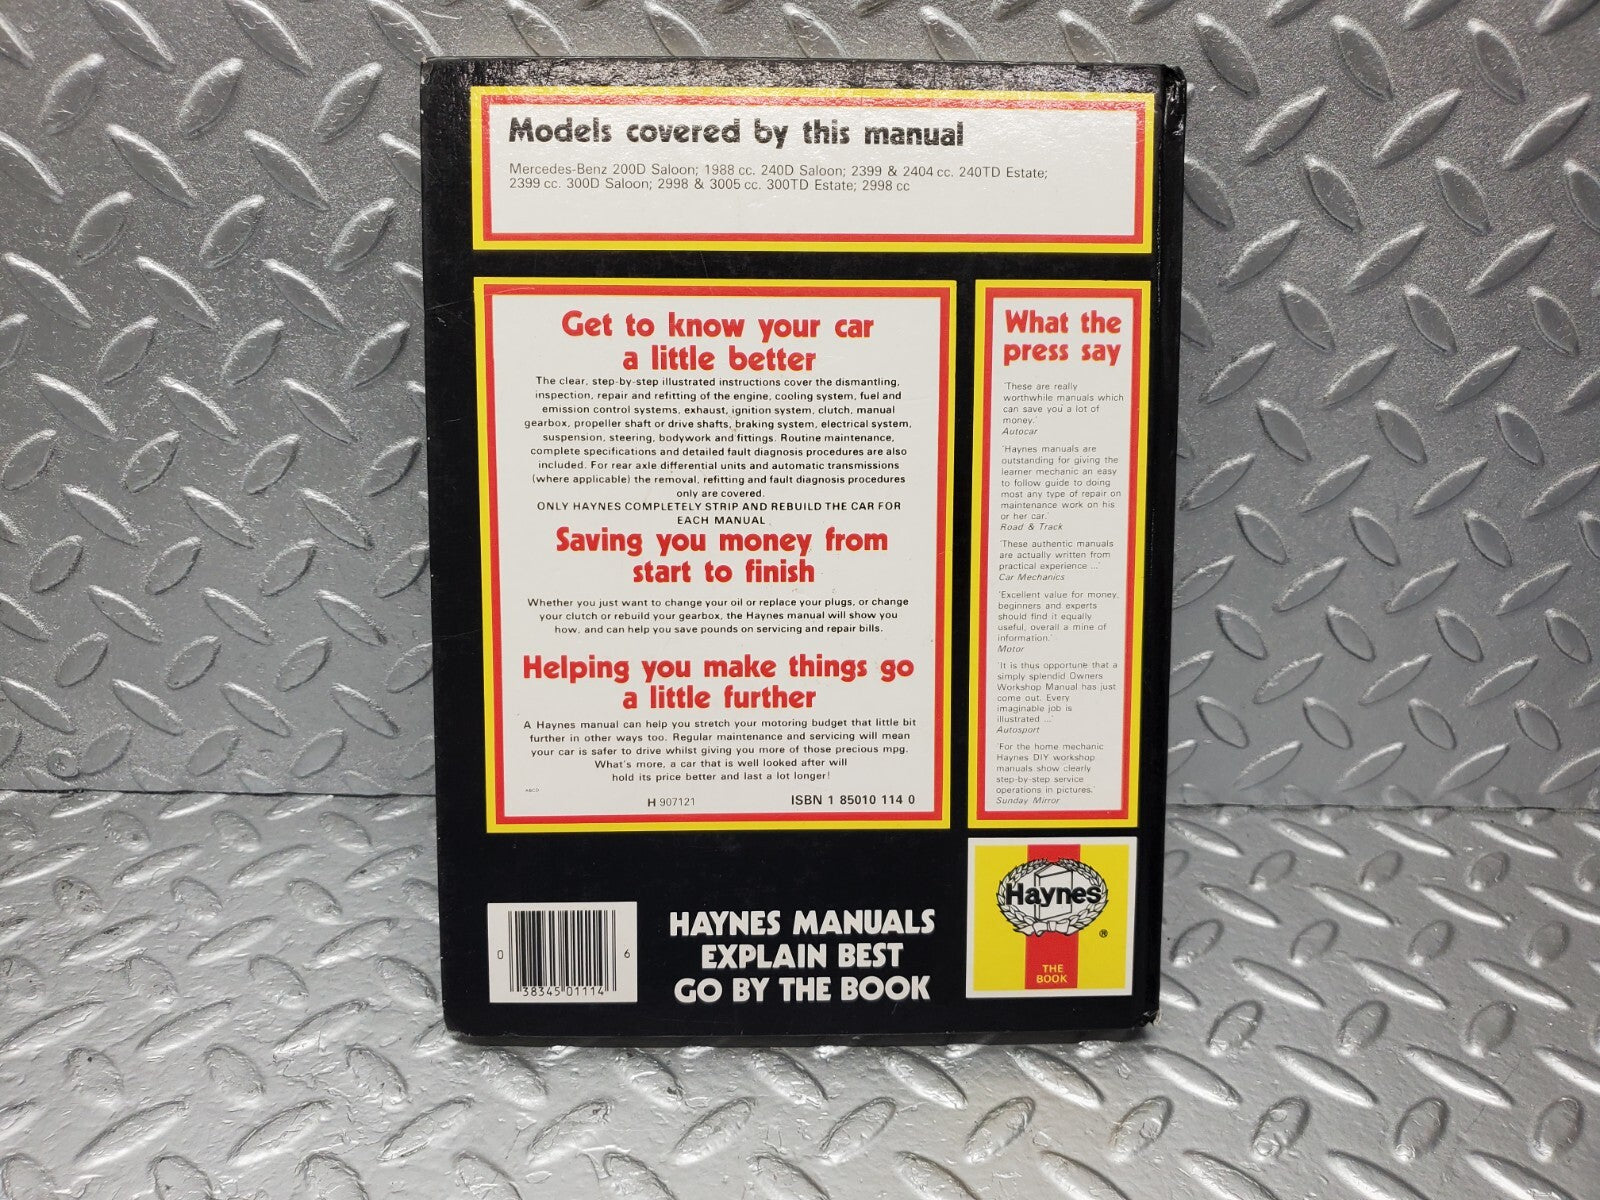 Models covered by this manual
Mercedes-Benz 200D Saloon; 1988 cc. 240D Saloon; 2399 & 2404 cc. 240TD Estate;
2399 cc. 300D Saloon; 2998 & 3005 cc. 300TD Estate; 2998 cc
Get to know your car
a little better
The clear, step-by-step illustrated instructions cover the dismantling,
inspection, repair and refitting of the engine, cooling system, fuel and
emission control systems, exhaust, ignition system, clutch, manual
gearbox, propeller shaft or drive shafts, braking system, electrical system,
suspension, steering, bodywork and fittings. Routine maintenance,
complete specifications and detailed fault diagnosis procedures are also
included. For rear axle differential units and automatic transmissions
(where applicable) the removal, refitting and fault diagnosis procedures
only are covered.
ONLY HAYNES COMPLETELY STRIP AND REBUILD THE CAR FOR
EACH MANUAL
Saving you money from
start to finish
Whether you just want to change your oil or replace your plugs, or change
your clutch or rebuild your gearbox, the Haynes manual will show you
how, and can help you save pounds on servicing and repair bills.
Helping you make things go
a little further
A Haynes manual can help you stretch your motoring budget that little bit
further in other ways too. Regular maintenance and servicing will mean
your car is safer to drive whilst giving you more of those precious mpg.
What's more, a car that is well looked after will
hold its price better and last a lot longer!
ABCD
H 907121
ISBN 1 85010 114 0
What the
press say
'These are really
worthwhile manuals which
can save you a lot of
money.'
Autocar
'Haynes manuals are
outstanding for giving the
learner mechanic an easy
to follow guide to doing
most any type of repair on
maintenance work on his
or her car.'
Road & Track
'These authentic manuals
are actually written from
practical experience ...'
Car Mechanics
'Excellent value for money,
beginners and experts
should find it equally
useful, overall a mine of
information.'
Motor
'It is thus opportune that a
simply splendid Owners
Workshop Manual has just
come out. Every
imaginable job is
illustrated ...'
Autosport
'For the home mechanic
Haynes DIY workshop
manuals show clearly
step-by-step service
operations in pictures.'
Sunday Mirror
0 38345 01114 6
HAYNES MANUALS
EXPLAIN BEST
GO BY THE BOOK
Haynes
®
THE
BOOK